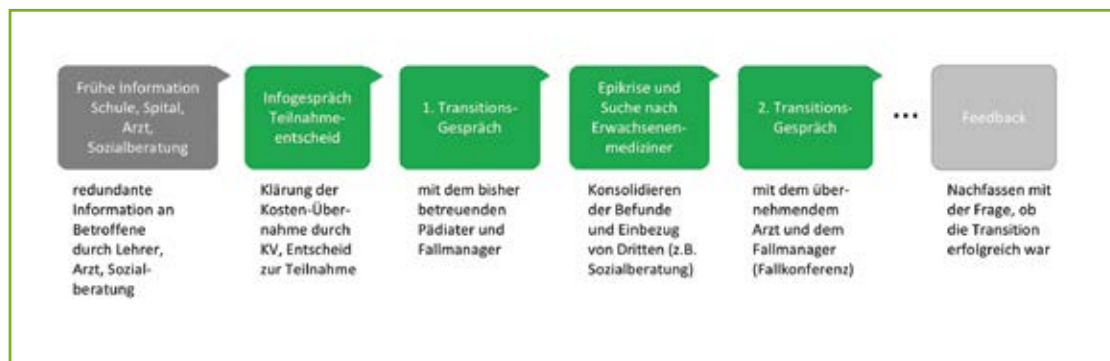 Frühe Information
Schule, Spital,
Arzt,
Sozialberatung
Infogespräch
Teilnahme-
entscheid
1. Transitions-
Gespräch
Epikrise und
Suche nach
Erwachsenen-
mediziner
2. Transitions-
Gespräch
...
Feedback
redundante
Information an
Betroffene
durch Lehrer,
Arzt, Sozial-
beratung
Klärung der
Kosten-Über-
nahme durch
KV, Entscheid
zur Teilnahme
mit dem bisher
betreuenden
Pädiater und
Fallmanager
Konsolidieren
der Befunde
und Einbezug
von Dritten (z.B.
Sozialberatung)
mit dem über-
nehmendem
Arzt und dem
Fallmanager
(Fallkonferenz)
Nachfassen mit
der Frage, ob
die Transition
erfolgreich war